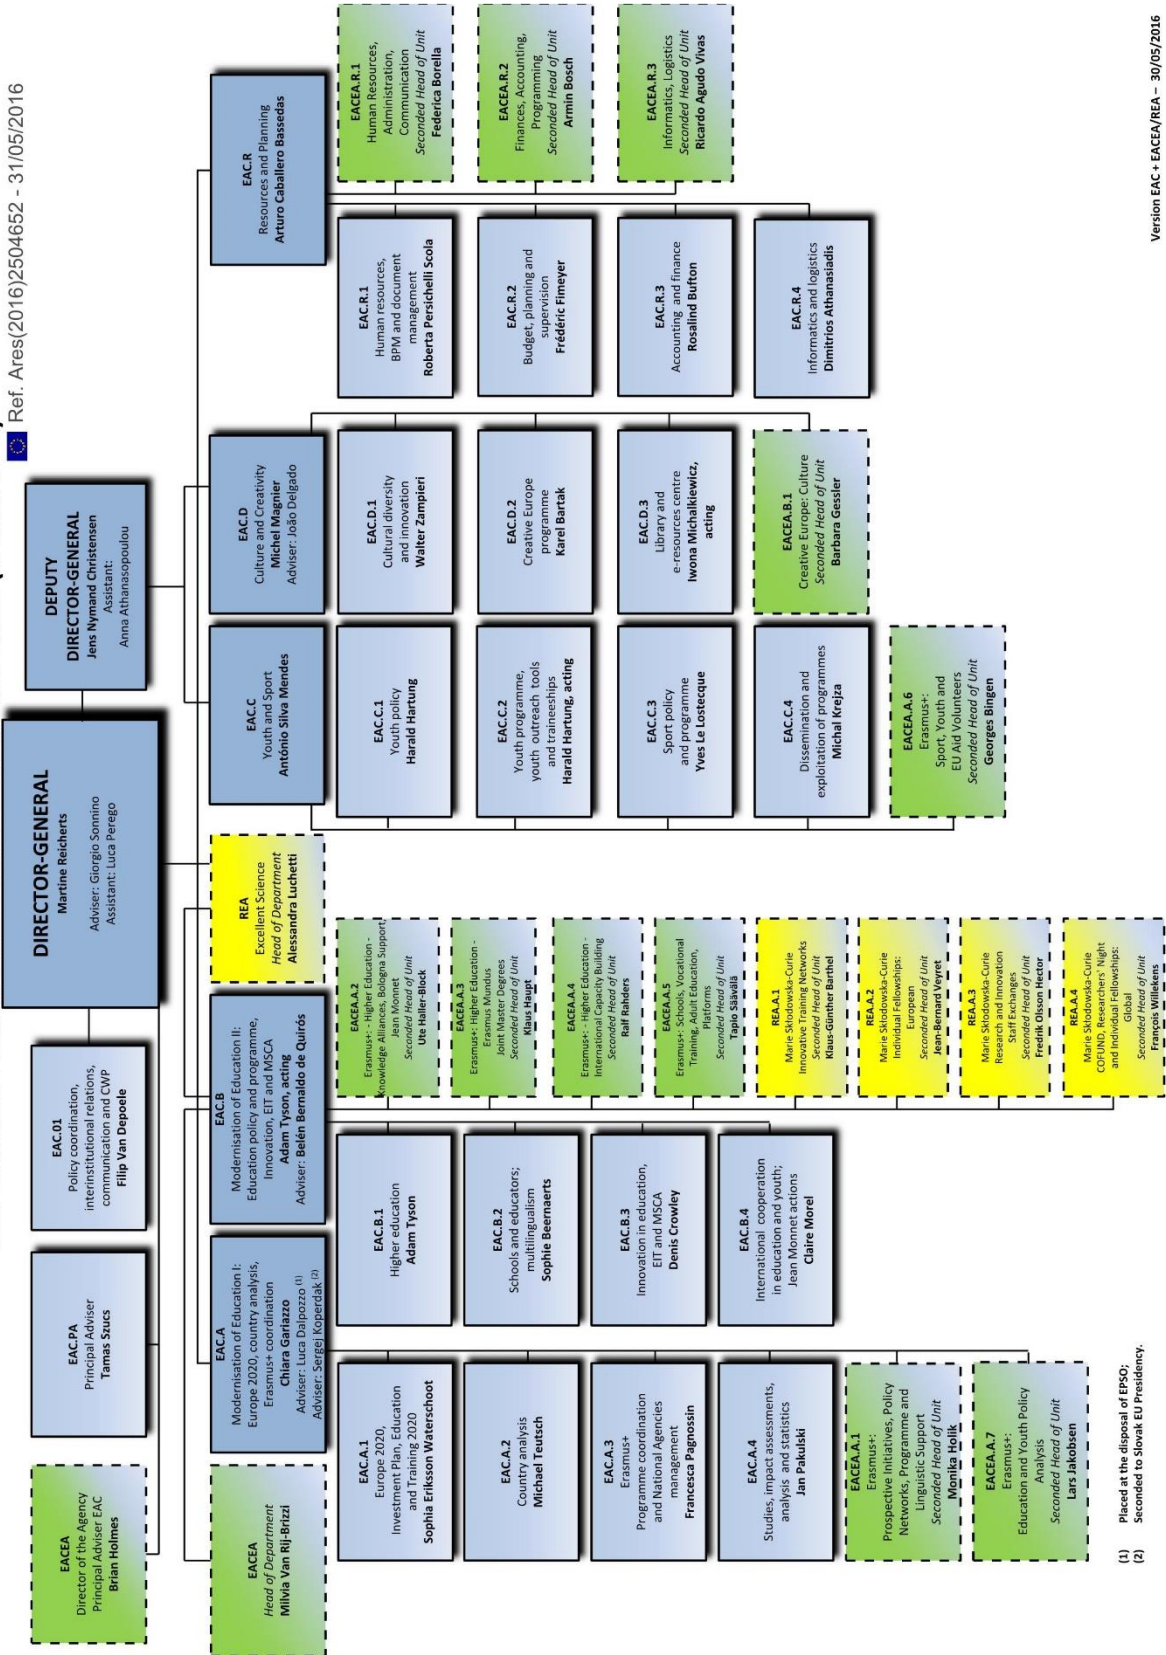 Ref. Ares(2016)2504652 - 31/05/2016
DIRECTOR-GENERAL
Martine Reicherts
Adviser: Giorgio Sonnino
Assistant: Luca Perego
DEPUTY
DIRECTOR-GENERAL
Jens Nymand Christensen
Assistant:
Anna Athanasopoulou
EACEA
Director of the Agency
Principal Adviser EAC
Brian Holmes
EAC.PA
Principal Adviser
Tamas Szucs
EAC.01
Policy coordination,
interinstitutional relations,
communication and CWP
Filip Van Depoele
EACEA
Head of Department
Milvia Van Rij-Brizzi
EAC.A
Modernisation of Education I:
Europe 2020, country analysis,
Erasmus+ coordination
Chiara Gariazzo
Adviser: Luca Dalpozzo (1)
Adviser: Sergej Koperdak (2)
EAC.B
Modernisation of Education II:
Education policy and programme,
Innovation, EIT and MSCA
Adam Tyson, acting
Adviser: Belén Bernaldo de Quirós
REA
Excellent Science
Head of Department
Alessandra Luchetti
EAC.C
Youth and Sport
António Silva Mendes
EAC.D
Culture and Creativity
Michel Magnier
Adviser: João Delgado
EAC.R
Resources and Planning
Arturo Caballero Bassedas
EAC.A.1
Europe 2020,
Investment Plan, Education
and Training 2020
Sophia Eriksson Waterschoot
EAC.A.2
Country analysis
Michael Teutsch
EAC.A.3
Erasmus+
Programme coordination
and National Agencies
management
Francesca Pagnossin
EAC.A.4
Studies, impact assessments,
analysis and statistics
Jan Pakulski
EACEA.A.1
Erasmus+:
Prospective Initiatives, Policy
Networks, Programme and
Linguistic Support
Seconded Head of Unit
Monika Holik
EACEA.A.7
Erasmus+:
Education and Youth Policy
Analysis
Seconded Head of Unit
Lars Jakobsen
EAC.B.1
Higher education
Adam Tyson
EAC.B.2
Schools and educators;
multilingualism
Sophie Beernaerts
EAC.B.3
Innovation in education,
EIT and MSCA
Denis Crowley
EAC.B.4
International cooperation
in education and youth;
Jean Monnet actions
Claire Morel
EACEA.A.2
Erasmus+: - Higher Education -
Knowledge Alliances, Bologna Support,
Jean Monnet
Seconded Head of Unit
Ute Haller-Block
EACEA.A.3
Erasmus+: Higher Education -
Erasmus Mundus
Joint Master Degrees
Seconded Head of Unit
Klaus Haupt
EACEA.A.4
Erasmus+: - Higher Education -
International Capacity Building
Seconded Head of Unit
Ralf Rahders
EACEA.A.5
Erasmus+: Schools, Vocational
Training, Adult Education,
Platforms
Seconded Head of Unit
Tapio Säävälä
REA.A.1
Marie Skłodowska-Curie
Innovative Training Networks
Seconded Head of Unit
Klaus-Günther Barthel
REA.A.2
Marie Skłodowska-Curie
Individual Fellowships:
European
Seconded Head of Unit
Jean-Bernard Veyret
REA.A.3
Marie Skłodowska-Curie
Research and Innovation
Staff Exchanges
Seconded Head of Unit
Fredrik Olsson Hector
REA.A.4
Marie Skłodowska-Curie
COFUND, Researchers' Night
and Individual Fellowships:
Global
Seconded Head of Unit
François Willekens
EAC.C.1
Youth policy
Harald Hartung
EAC.C.2
Youth programme,
youth outreach tools
and traineeships
Harald Hartung, acting
EAC.C.3
Sport policy
and programme
Yves Le Lostecque
EAC.C.4
Dissemination and
exploitation of programmes
Michal Krejza
EACEA.A.6
Erasmus+:
Sport, Youth and
EU Aid Volunteers
Seconded Head of Unit
Georges Bingen
EAC.D.1
Cultural diversity
and innovation
Walter Zampieri
EAC.D.2
Creative Europe
programme
Karel Bartak
EAC.D.3
Library and
e-resources centre
Iwona Michalkiewicz,
acting
EACEA.B.1
Creative Europe: Culture
Seconded Head of Unit
Barbara Gessler
EAC.R.1
Human resources,
BPM and document
management
Roberta Persichelli Scola
EAC.R.2
Budget, planning and
supervision
Frédéric Fimeyer
EAC.R.3
Accounting and finance
Rosalind Bufton
EAC.R.4
Informatics and logistics
Dimitrios Athanasiadis
EACEA.R.1
Human Resources,
Administration,
Communication
Seconded Head of Unit
Federica Borella
EACEA.R.2
Finances, Accounting,
Programming
Seconded Head of Unit
Armin Bosch
EACEA.R.3
Informatics, Logistics
Seconded Head of Unit
Ricardo Agudo Vivas
(1) Placed at the disposal of EPSO;
(2) Seconded to Slovak EU Presidency.
Version EAC + EACEA/REA – 30/05/2016